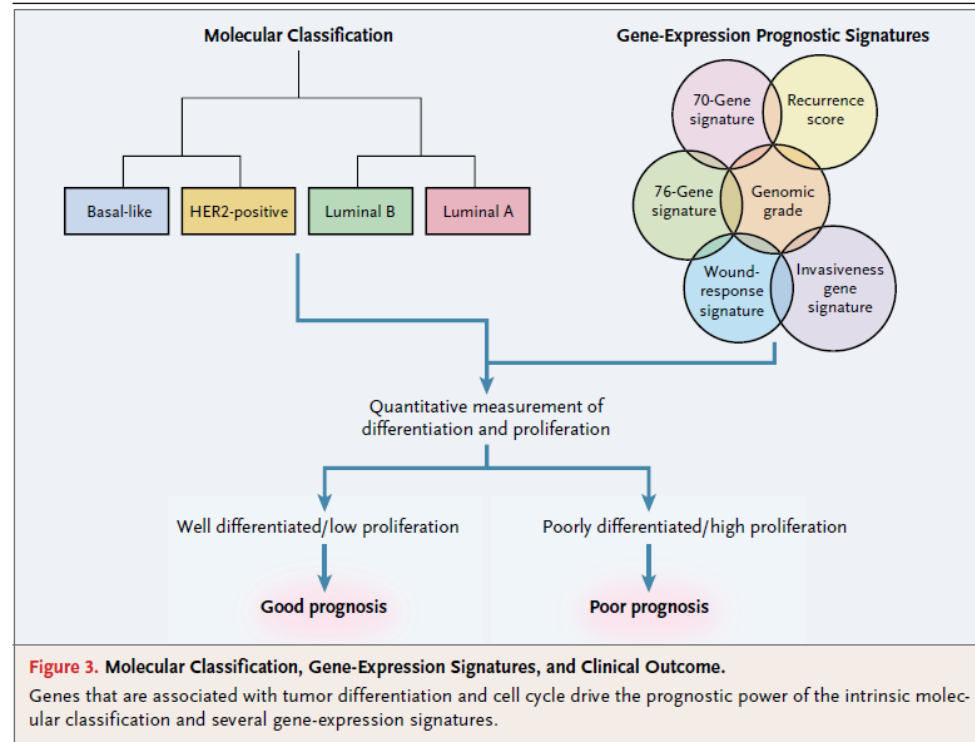 Molecular Classification
Gene-Expression Prognostic Signatures
Basal-like
HER2-positive
Luminal B
Luminal A
70-Gene
signature
Recurrence
score
76-Gene
signature
Genomic
grade
Wound-
response
signature
Invasiveness
gene
signature
Quantitative measurement of
differentiation and proliferation
Well differentiated/low proliferation
Poorly differentiated/high proliferation
Good prognosis
Poor prognosis
Figure 3. Molecular Classification, Gene-Expression Signatures, and Clinical Outcome.
Genes that are associated with tumor differentiation and cell cycle drive the prognostic power of the intrinsic molec-
ular classification and several gene-expression signatures.